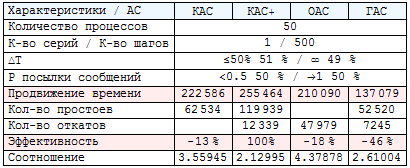 Характеристики / АС КАС КАС+ ОАС ГАС
Количество процессов 50
К-во серий / К-во шагов 1 / 500
△T ≤50% 51 % / ∞ 49 %
P посылки сообщений <0.5 50 % / →1 50 %
Продвижение времени 222586 255464 210090 137079
Кол-во простоев 62534 119939 52520
Кол-во откатов 12339 47979 7245
Эффективность −13% 100% −18% −46%
Соотношение 3.55945 2.12995 4.37878 2.61004